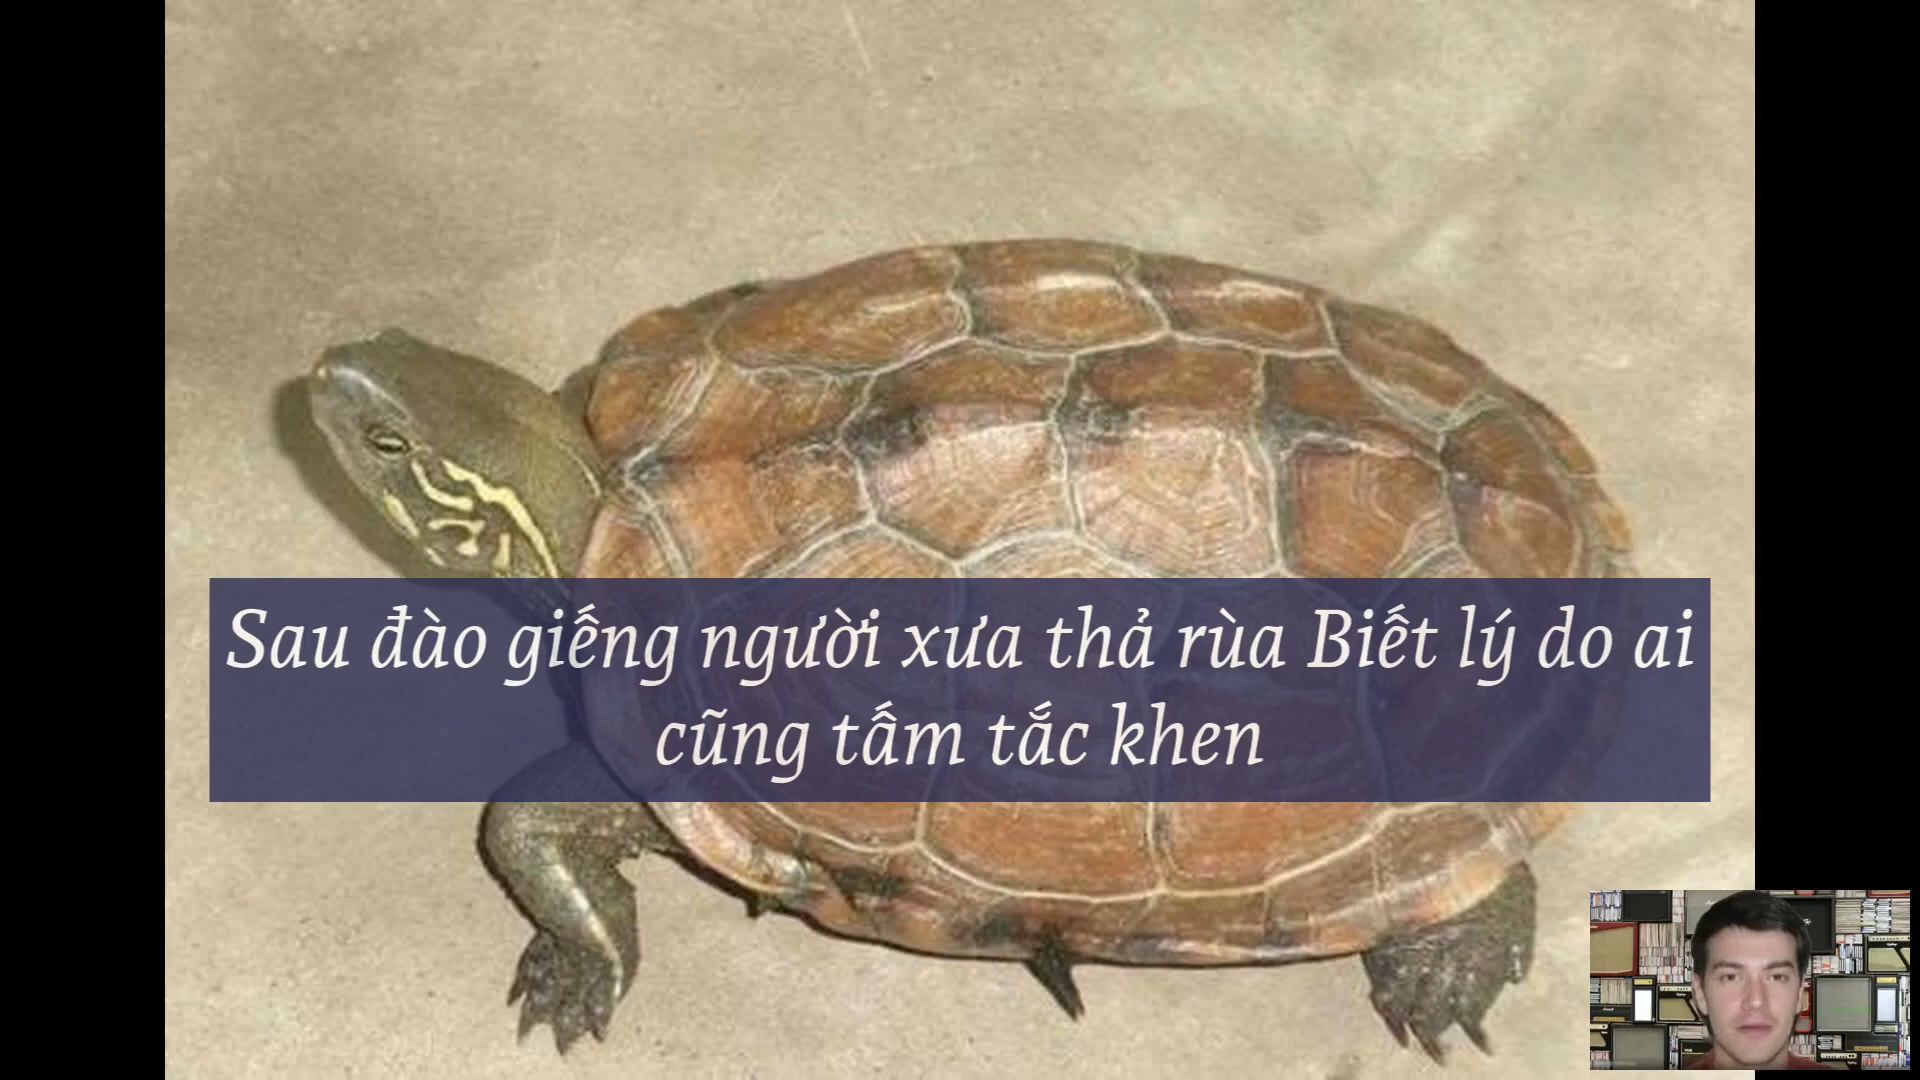 Sau đào giếng người xưa thả rùa Biết lý do ai
cũng tấm tắc khen